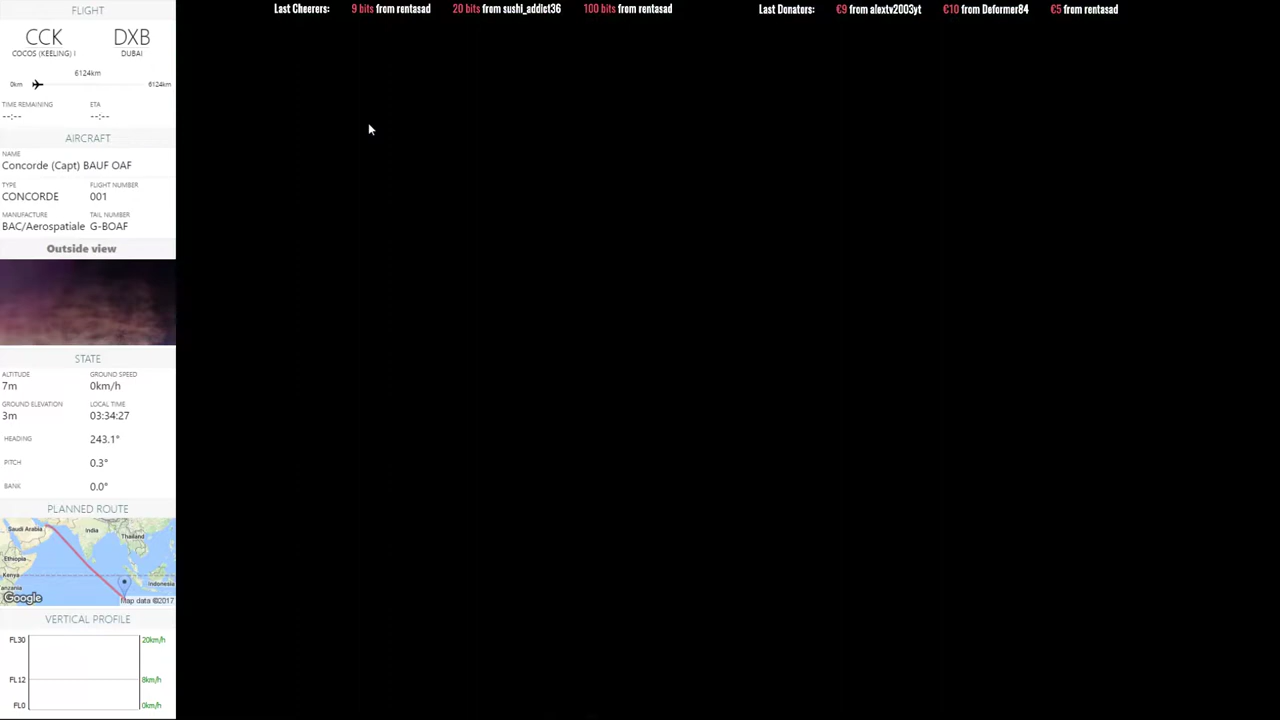 FLIGHT
Last Cheerers: 9 bits from rentasad 20 bits from sushi_addict36 100 bits from rentasad Last Donators: €9 from alextv2003yt €10 from Deformer84 €5 from rentasad
CCK DXB
COCOS (KEELING) I DUBAI
6124km
0km 6124km
TIME REMAINING ETA
--:-- --:--
AIRCRAFT
NAME
Concorde (Capt) BAUF OAF
TYPE FLIGHT NUMBER
CONCORDE 001
MANUFACTURE TAIL NUMBER
BAC/Aerospatiale G-BOAF
Outside view
STATE
ALTITUDE GROUND SPEED
7m 0km/h
GROUND ELEVATION LOCAL TIME
3m 03:34:27
HEADING 243.1°
PITCH 0.3°
BANK 0.0°
PLANNED ROUTE
Saudi Arabia India
Thailand
Ethiopia
Kenya
Indonesia
anzania
Google Map data ©2017
VERTICAL PROFILE
FL30 20km/h
FL12 8km/h
FL0 0km/h